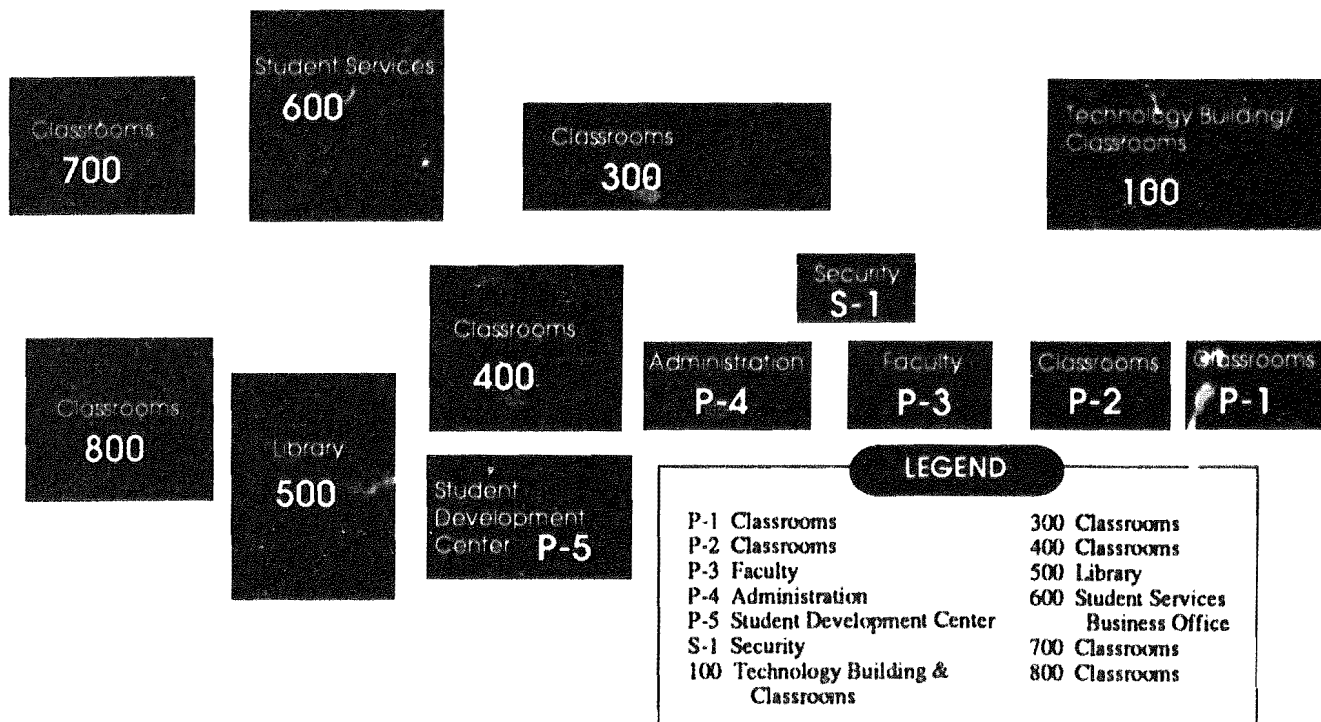 Student Services
600
Classrooms
700
Classrooms
300
Technology Building/
Classrooms
100
Security
S-1
Classrooms
400
Administration
P-4
Faculty
P-3
Classrooms
P-2
Classrooms
P-1
Classrooms
800
Library
500
Student
Development
Center P-5
LEGEND
P-1 Classrooms
P-2 Classrooms
P-3 Faculty
P-4 Administration
P-5 Student Development Center
S-1 Security
100 Technology Building &
Classrooms
300 Classrooms
400 Classrooms
500 Library
600 Student Services
Business Office
700 Classrooms
800 Classrooms